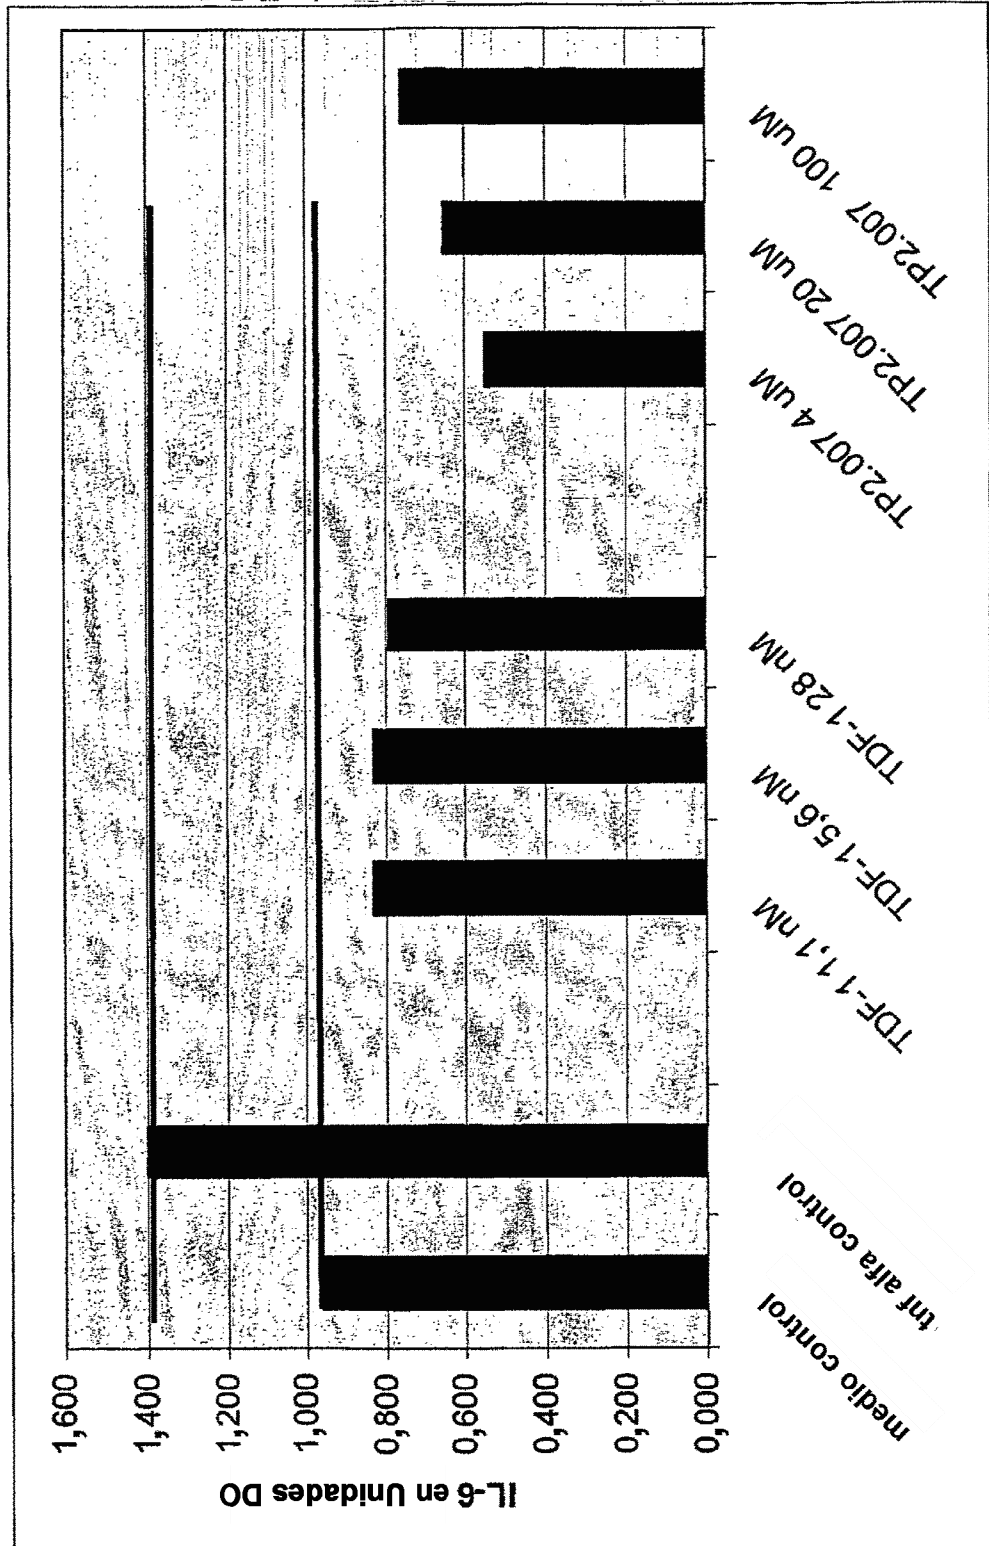 IL-6 en Unidades DO
1,600
1,400
1,200
1,000
0,800
0,600
0,400
0,200
0,000
medio control
tnf alfa control
TDF-1 1,1 nM
TDF-1 5,6 nM
TDF-1 28 nM
TP2.007 4 uM
TP2.007 20 uM
TP2.007 100 uM